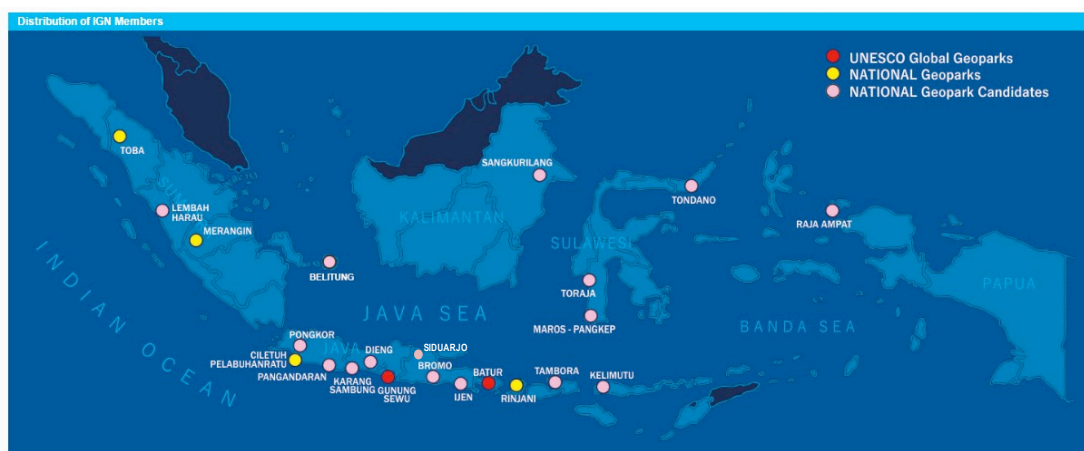 Distribution of IGN Members
UNESCO Global Geoparks
NATIONAL Geoparks
NATIONAL Geopark Candidates
TOBA
SANGKURILANG
TONDANO
SUMATRA
LEMBAH
HARAU
MERANGIN
KALIMANTAN
SULAWESI
RAJA AMPAT
BELITUNG
TORAJA
PAPUA
INDIAN OCEAN
JAVA SEA
MAROS - PANGKEP
BANDA SEA
PONGKOR
JAVA
DIENG
SIDUARJO
CILETUH
PELABUHANRATU
PANGANDARAN
KARANG
SAMBUNG
GUNUNG
SEWU
BROMO
IJEN
BATUR
RINJANI
TAMBORA
KELIMUTU